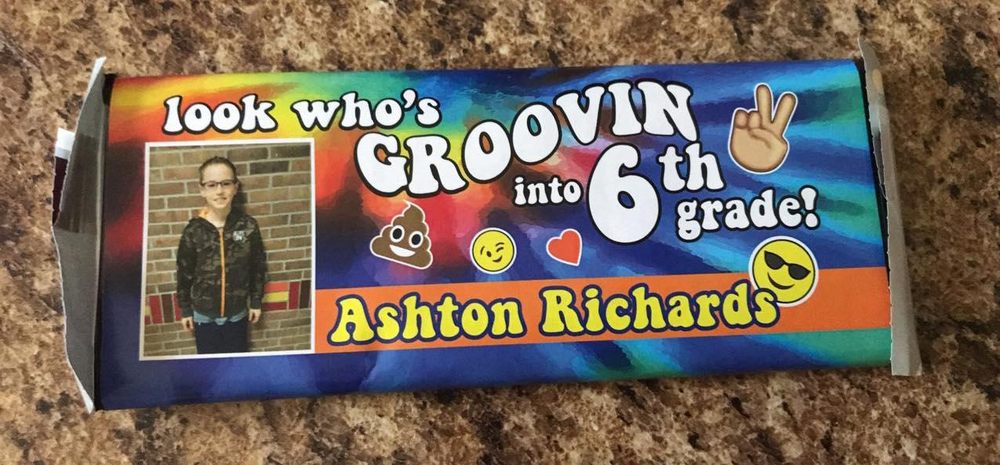 look who's
GROOVIN
into 6th
grade!
Ashton Richards